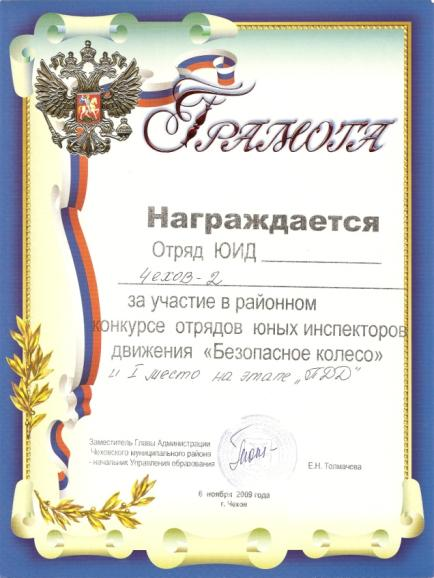 Грамота
Награждается
Отряд ЮИД
Чехов-2
за участие в районном
конкурсе отрядов юных инспекторов
движения «Безопасное колесо»
и I место на этапе „ПДД"
Заместитель Главы Администрации
Чеховского муниципального района
- начальник Управления образования
Е.Н. Толмачева
6 ноября 2009 года
г. Чехов